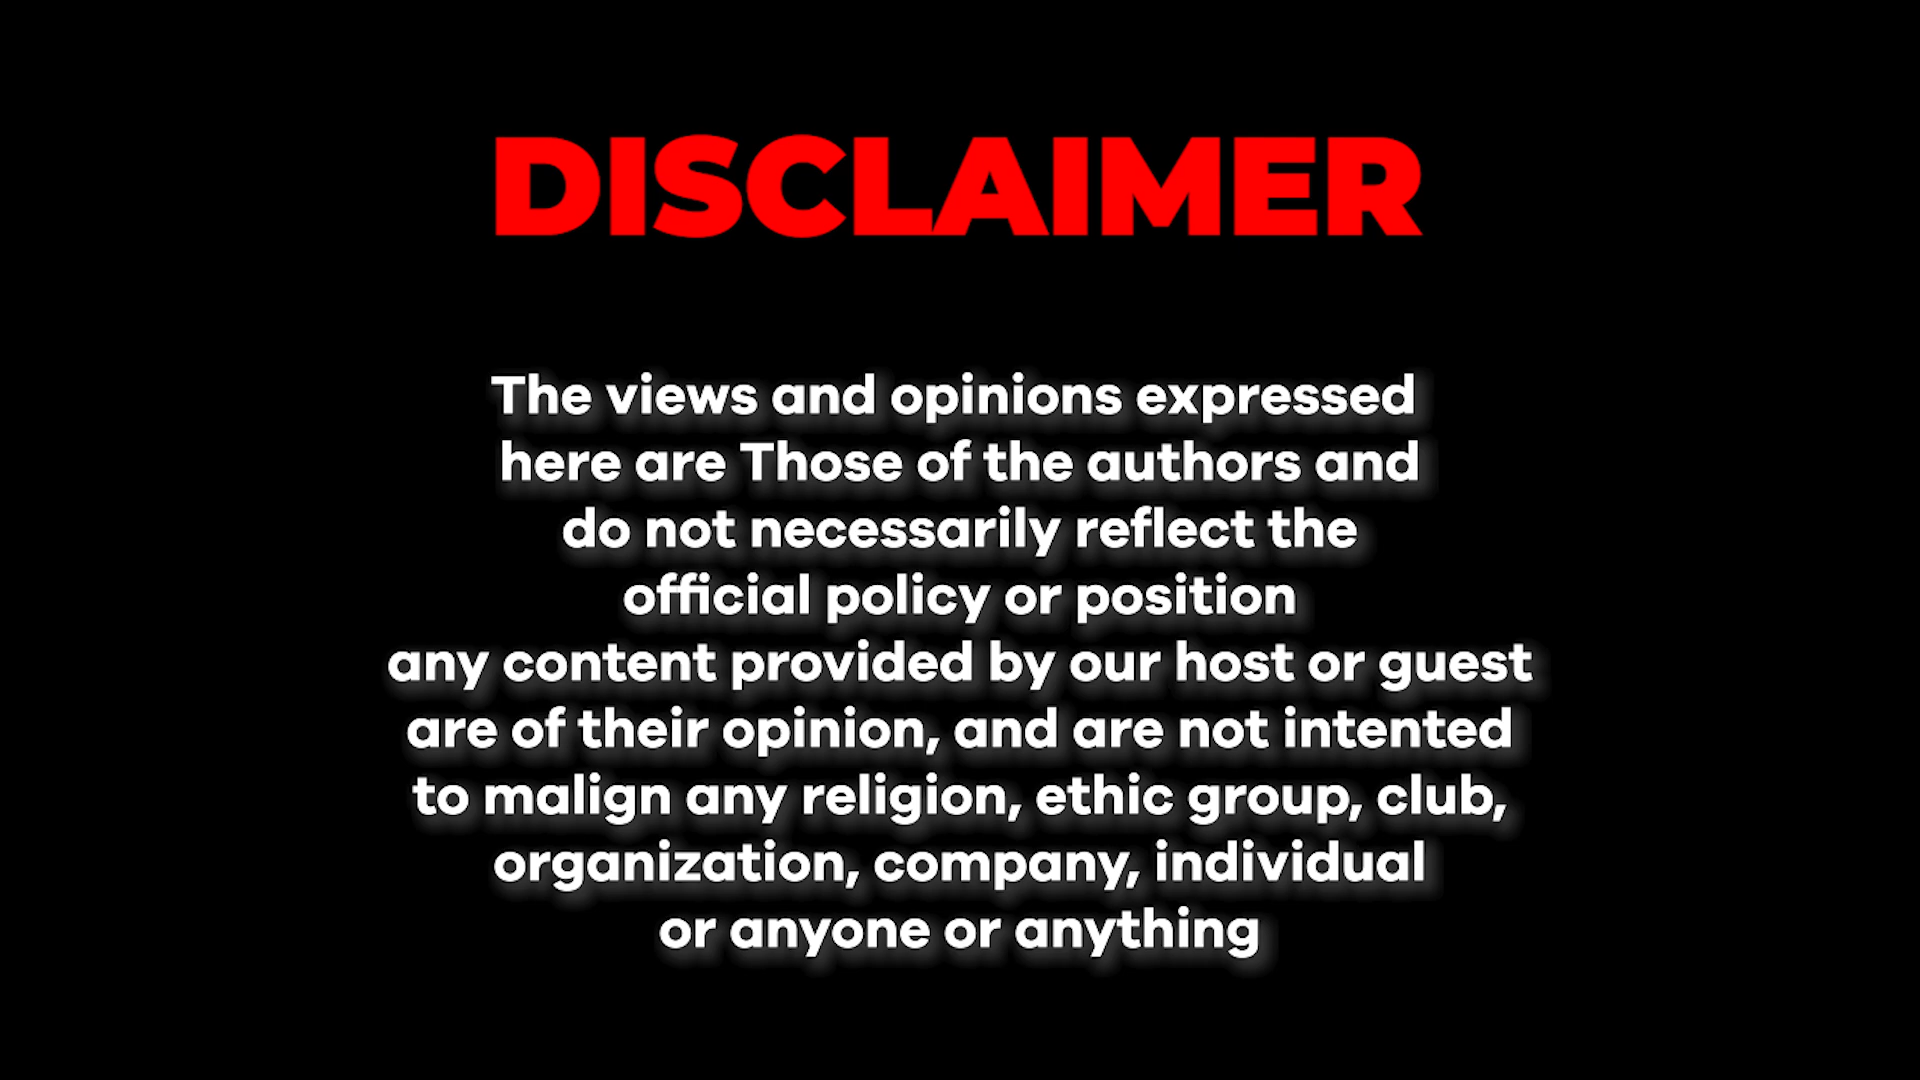 DISCLAIMER
The views and opinions expressed
here are Those of the authors and
do not necessarily reflect the
official policy or position
any content provided by our host or guest
are of their opinion, and are not intented
to malign any religion, ethic group, club,
organization, company, individual
or anyone or anything